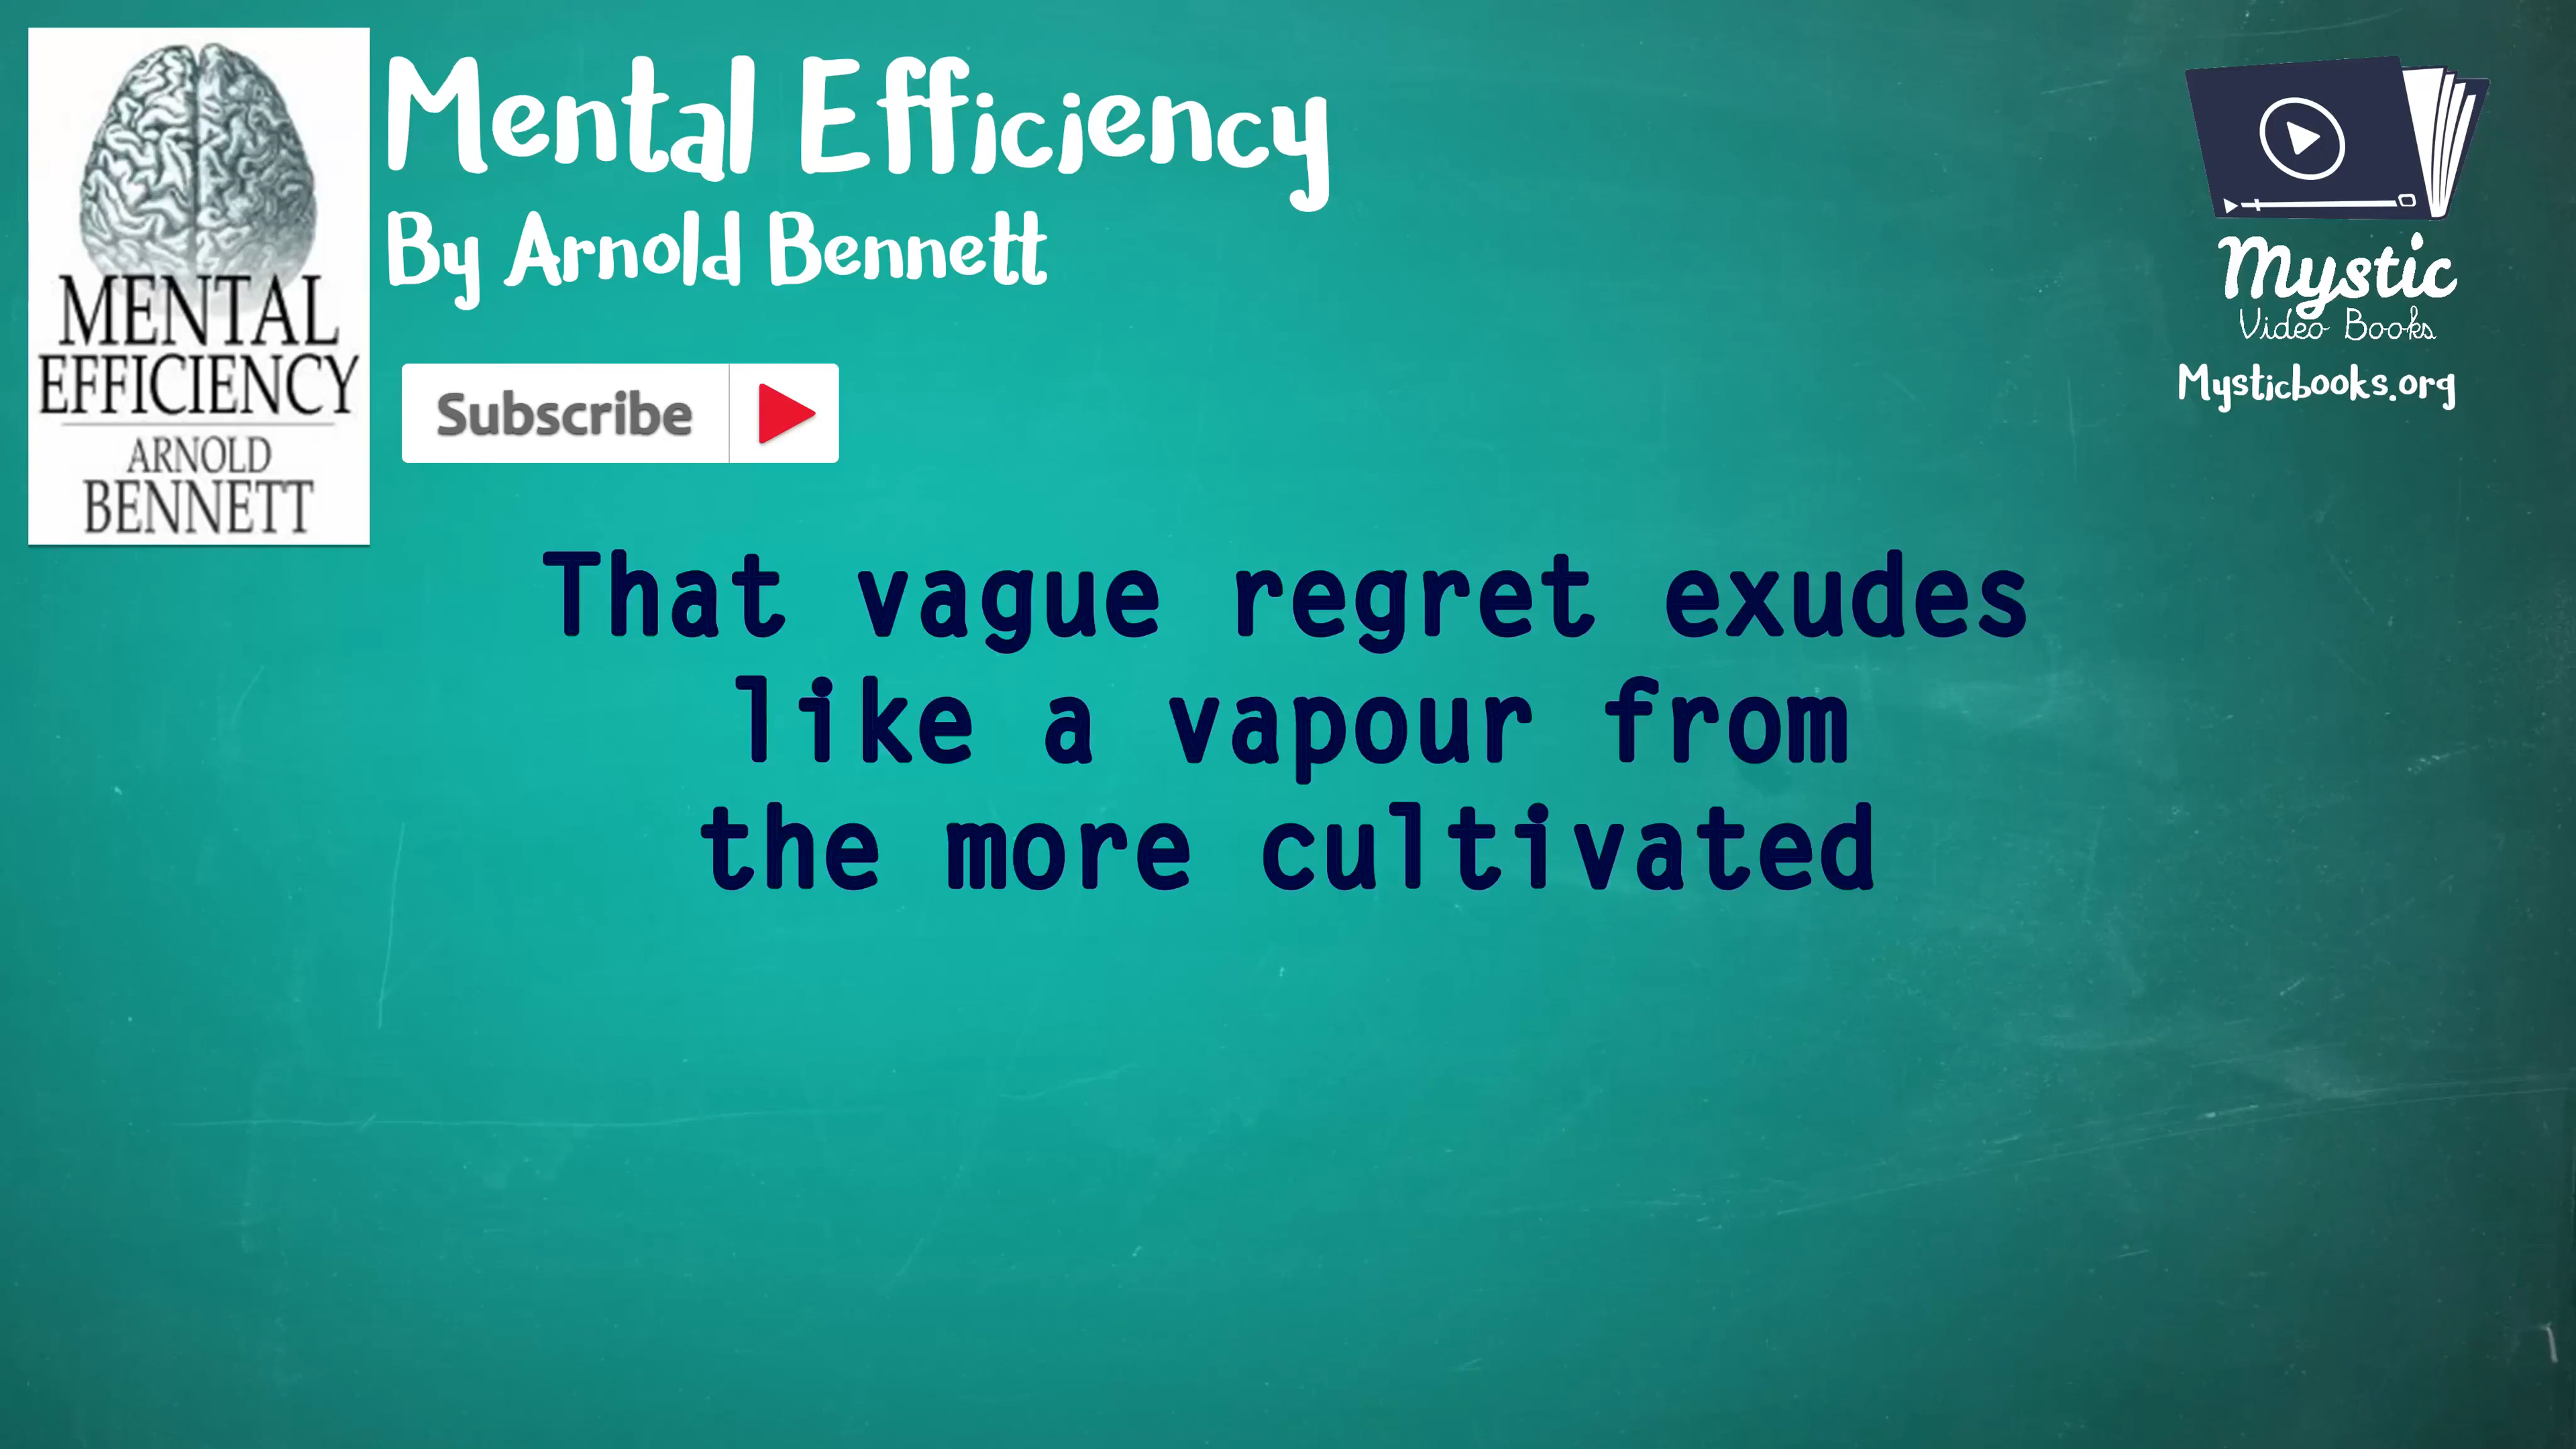 MENTAL
EFFICIENCY
ARNOLD
BENNETT
Mental Efficiency
By Arnold Bennett
Subscribe
Mystic
Video Books
Mysticbooks.org
That vague regret exudes
like a vapour from
the more cultivated